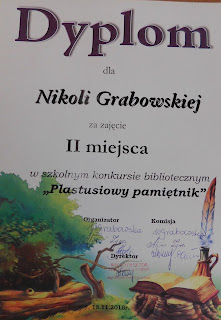 Dyplom
dla
Nikoli Grabowskiej
za zajęcie
II miejsca
w szkolnym konkursie bibliotecznym
„Plastusiowy pamiętnik”
Organizator Komisja
Dyrektor